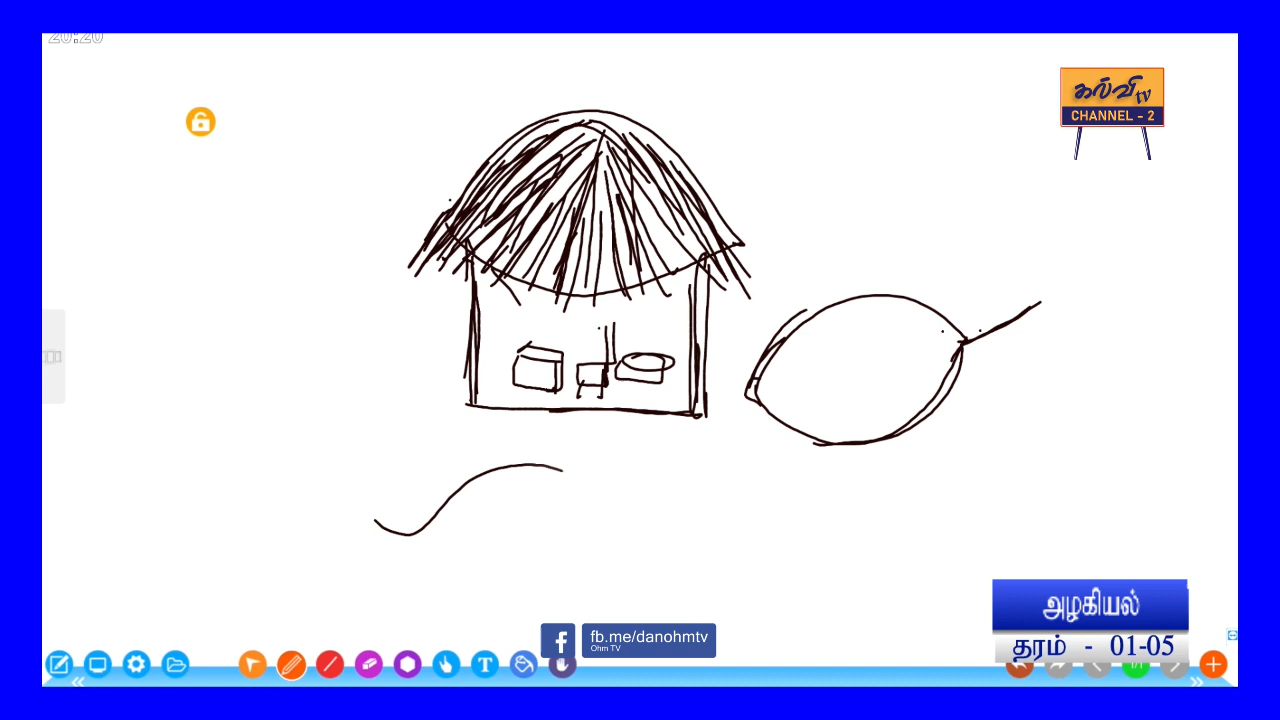 20:20
கல்வி tv
CHANNEL - 2
fb.me/danohmtv
Ohm TV
அழகியல்
தரம் - 01-05